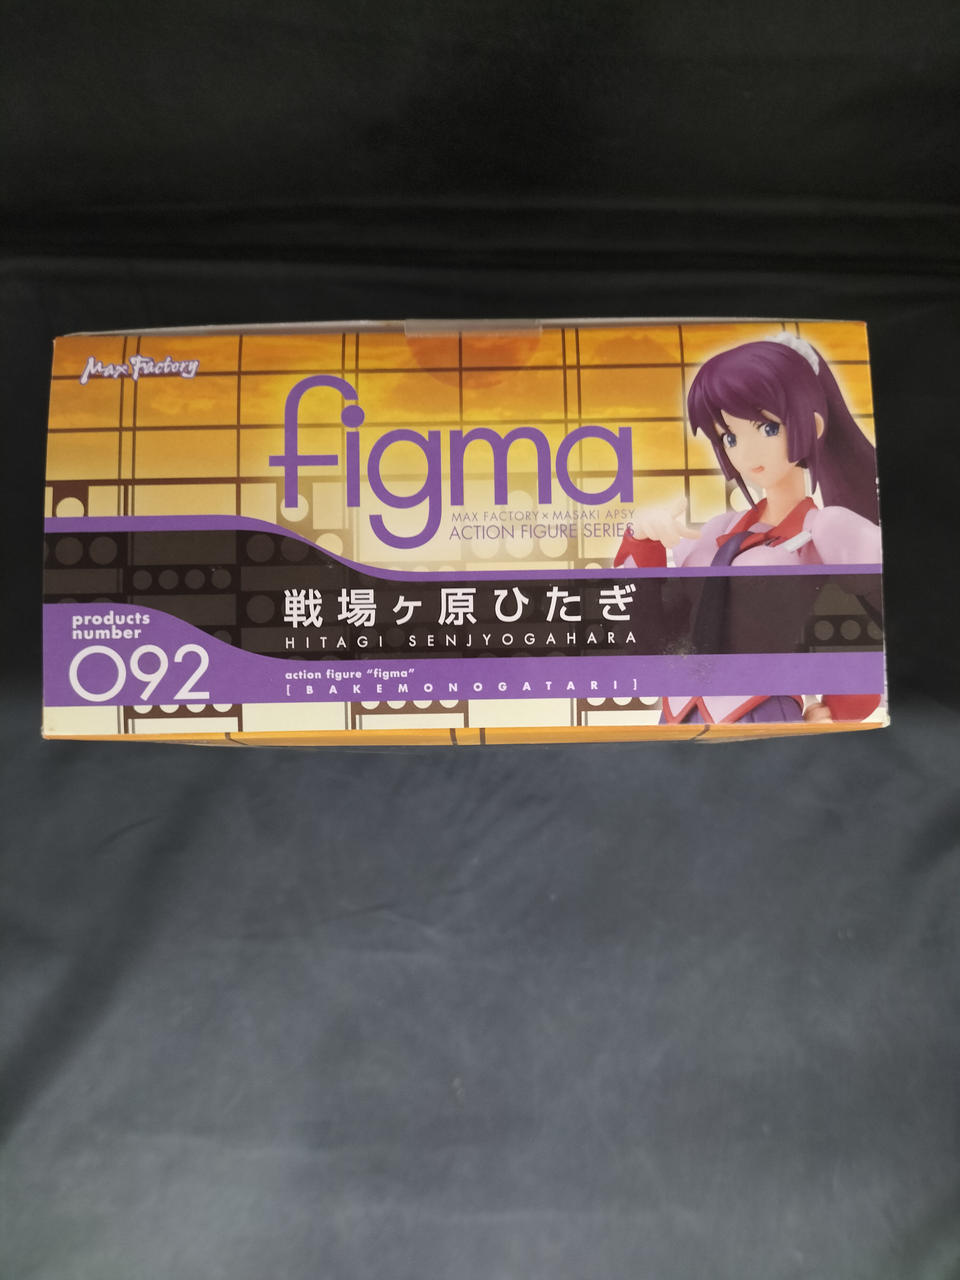 Max Factory
figma
MAX FACTORY × MASAKI APSY
ACTION FIGURE SERIES
戦場ヶ原ひたぎ
HITAGI SENJYOGAHARA
products
number
092
action figure "figma"
[ BAKEMONOGATARI ]